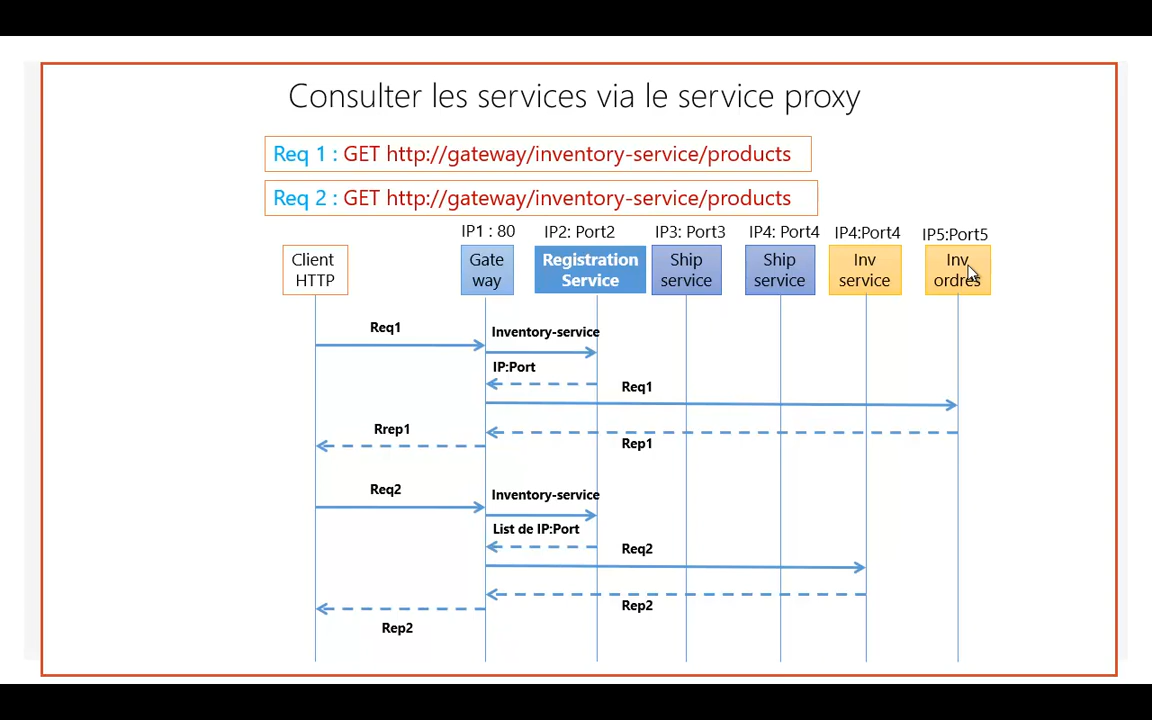 Consulter les services via le service proxy
Req 1 : GET http://gateway/inventory-service/products
Req 2 : GET http://gateway/inventory-service/products
IP1 : 80
IP2: Port2
IP3: Port3
IP4: Port4
IP4:Port4
IP5:Port5
Client
HTTP
Gate
way
Registration
Service
Ship
service
Ship
service
Inv
service
Inv
ordres
Req1
Inventory-service
IP:Port
Req1
Rrep1
Rep1
Req2
Inventory-service
List de IP:Port
Req2
Rep2
Rep2